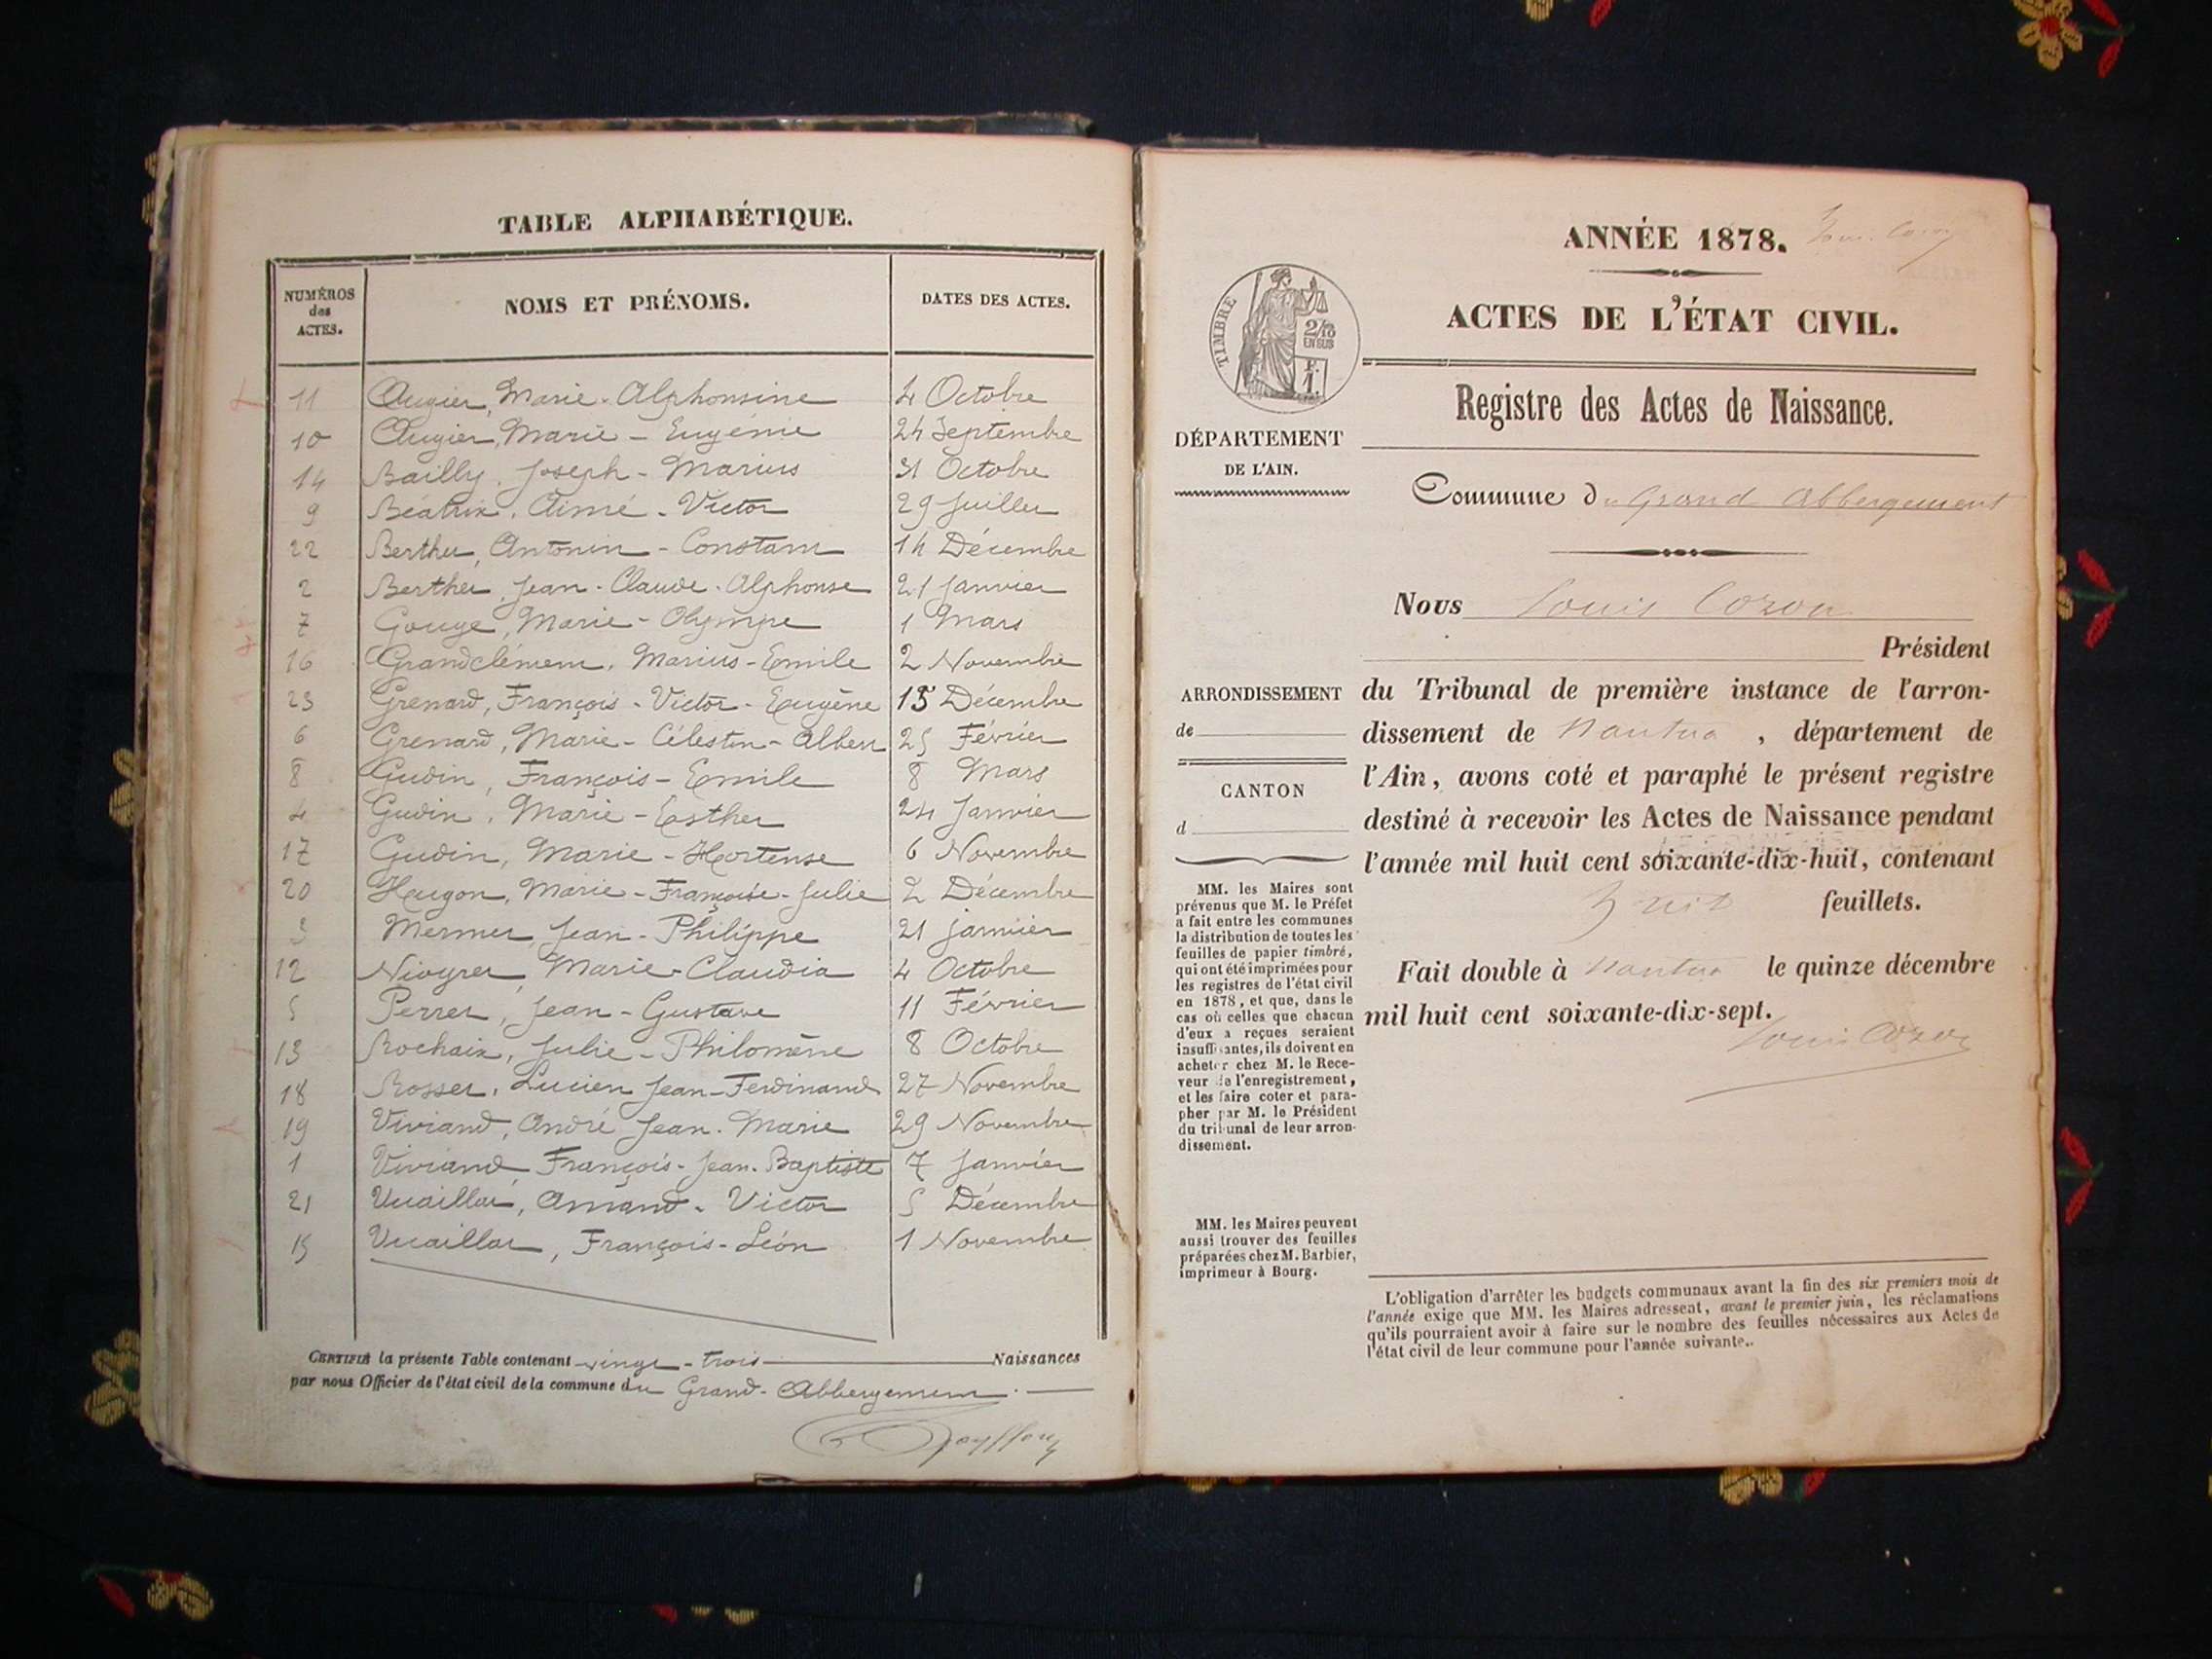 TABLE ALPHABÉTIQUE.
NUMÉROS des ACTES. NOMS ET PRÉNOMS. DATES DES ACTES.
11 Augier, Marie-Alphonsine 4 Octobre
10 Augier, Marie-Eugénie 24 Septembre
14 Bailly, Joseph-Marius 31 Octobre
9 Béatrix, Aimé-Victor 29 Juillet
22 Berthet, Antonin-Constant 14 Décembre
2 Berthet, Jean-Claude-Alphonse 21 Janvier
7 Gouge, Marie-Olympe 1 Mars
16 Grandclément, Marius-Emile 2 Novembre
23 Grenard, François-Victor-Eugène 15 Décembre
6 Grenard, Marie-Célestin-Albert 25 Février
8 Gudin, François-Emile 8 Mars
4 Gudin, Marie-Esther 24 Janvier
17 Gudin, Marie-Hortense 6 Novembre
20 Hugon, Marie-Françoise-Julie 2 Décembre
3 Mermet, Jean-Philippe 21 janvier
12 Niogret, Marie-Claudia 4 Octobre
5 Perret, Jean-Gustave 11 Février
13 Rochaix, Julie-Philomène 8 Octobre
18 Rosset, Lucien Jean-Ferdinand 27 Novembre
19 Viviand, André Jean-Marie 29 Novembre
1 Viviand, François-Jean-Baptiste 7 Janvier
21 Vuaillat, Amand-Victor 5 Décembre
15 Vuaillat, François-Léon 1 Novembre
CERTIFIÉ la présente Table contenant vingt-trois Naissances
par nous Officier de l'état civil de la commune du Grand-Abbergement.
ANNÉE 1878.
ACTES DE L'ÉTAT CIVIL.
TIMBRE
2/10
EN SUS
F.
1.
Registre des Actes de Naissance.
DÉPARTEMENT
DE L'AIN.
Commune du Grand Abbergement
Nous Louis Cozon
Président
ARRONDISSEMENT
de
CANTON
d
du Tribunal de première instance de l'arron-
dissement de Nantua, département de
l'Ain, avons coté et paraphé le présent registre
destiné à recevoir les Actes de Naissance pendant
l'année mil huit cent soixante-dix-huit, contenant
huit feuillets.
Fait double à Nantua le quinze décembre
mil huit cent soixante-dix-sept.
Louis Cozon
MM. les Maires sont
prévenus que M. le Préfet
a fait entre les communes
la distribution de toutes les
feuilles de papier timbré,
qui ont été imprimées pour
les registres de l'état civil
en 1878, et que, dans le
cas où celles que chacun
d'eux a reçues seraient
insuffisantes, ils doivent en
acheter chez M. le Rece-
veur de l'enregistrement,
et les faire coter et para-
pher par M. le Président
du tribunal de leur arron-
dissement.
MM. les Maires peuvent
aussi trouver des feuilles
préparées chez M. Barbier,
imprimeur à Bourg.
L'obligation d'arrêter les budgets communaux avant la fin des six premiers mois de
l'année exige que MM. les Maires adressent, avant le premier juin, les réclamations
qu'ils pourraient avoir à faire sur le nombre des feuilles nécessaires aux Actes de
l'état civil de leur commune pour l'année suivante..